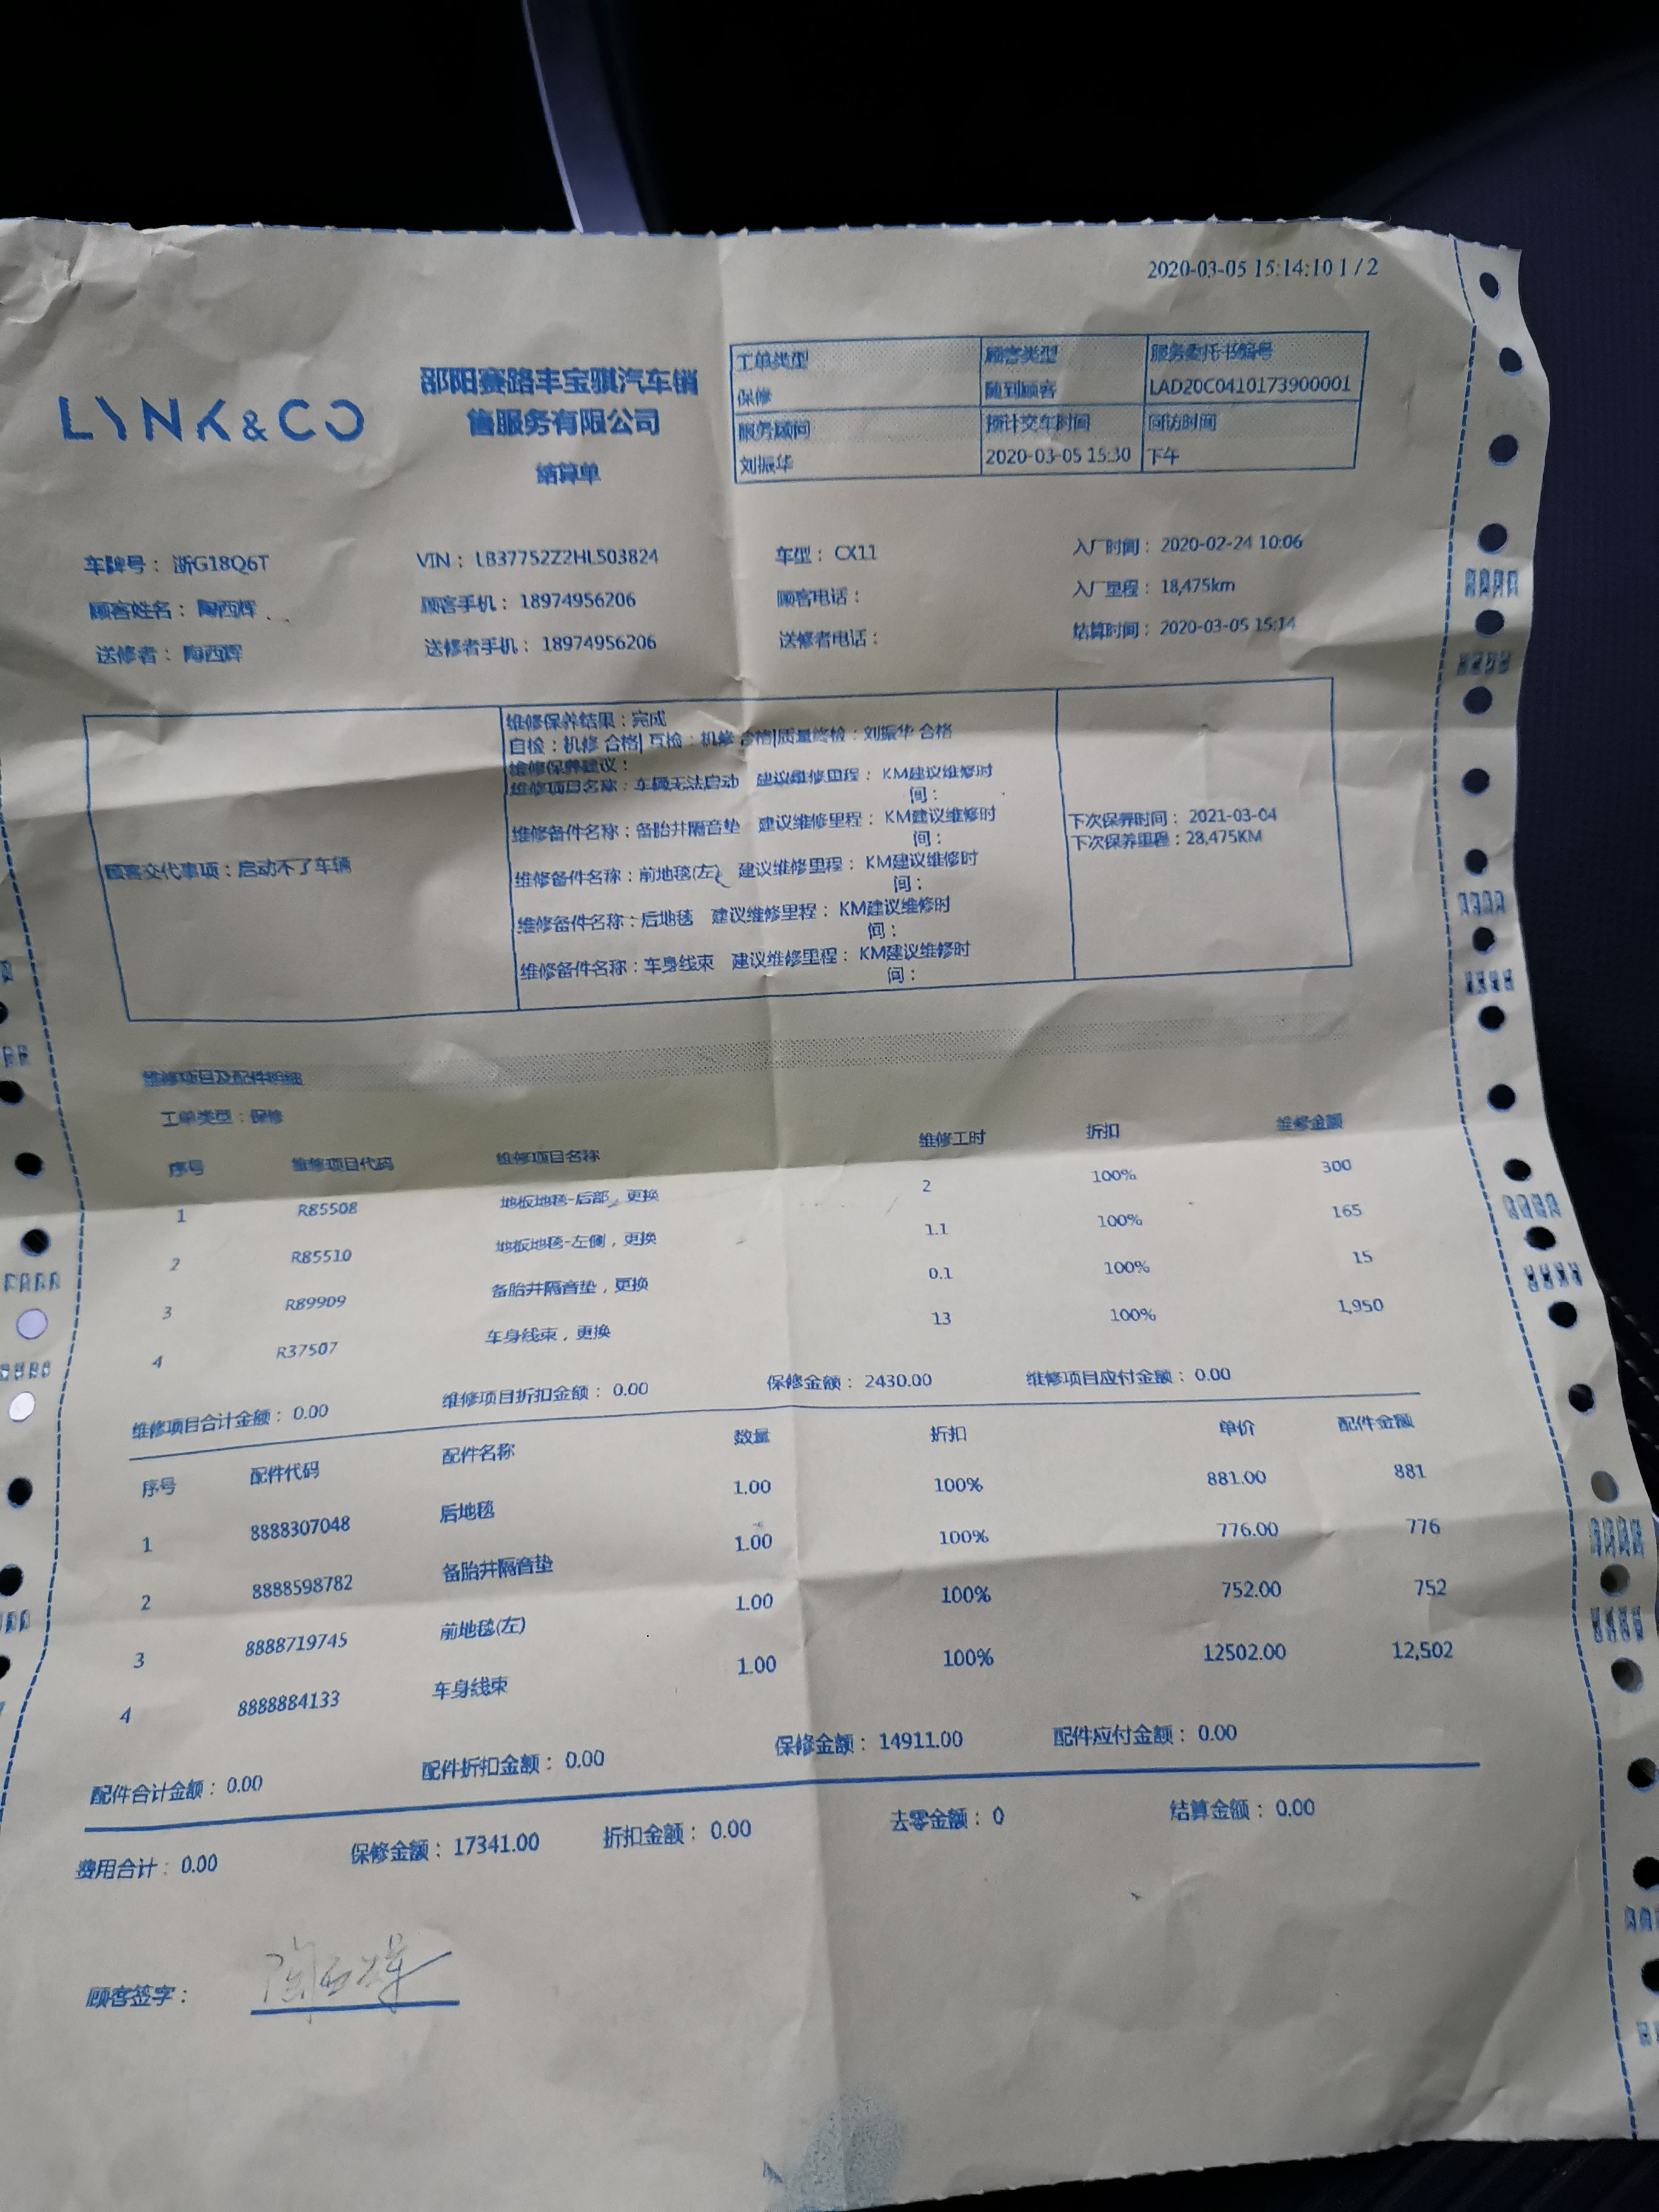 2020-03-05 15:14:10 1 / 2
LYNK & CO
邵阳赛路丰宝骐汽车销
售服务有限公司
结算单
工单类型 顾客类型 服务委托书编号
保修 随到顾客 LAD20C0410173900001
服务顾问 预计交车时间 回访时间
刘振华 2020-03-05 15:30 下午
车牌号： 浙G18Q6T VIN： LB37752Z2HL503824 车型： CX11 入厂时间： 2020-02-24 10:06
顾客姓名： 陶西辉 顾客手机： 18974956206 顾客电话： 入厂里程： 18,475km
送修者： 陶西辉 送修者手机： 18974956206 送修者电话： 结算时间： 2020-03-05 15:14
顾客交代事项：启动不了车辆
维修保养结果：完成
自检：机修 合格| 互检：机修 合格|质量终检：刘振华 合格
维修保养建议：
维修项目名称：车辆无法启动 建议维修里程： KM建议维修时
间：
维修备件名称：备胎井隔音垫 建议维修里程： KM建议维修时
间：
维修备件名称：前地毯(左) 建议维修里程： KM建议维修时
间：
维修备件名称：后地毯 建议维修里程： KM建议维修时
间：
维修备件名称：车身线束 建议维修里程： KM建议维修时
间：
下次保养时间： 2021-03-04
下次保养里程：28,475KM
维修项目及配件明细
工单类型：保修
序号 维修项目代码 维修项目名称 维修工时 折扣 维修金额
1 R85508 地板地毯-后部，更换 2 100% 300
2 R85510 地板地毯-左侧，更换 1.1 100% 165
3 R89909 备胎井隔音垫，更换 0.1 100% 15
4 R37507 车身线束，更换 13 100% 1,950
维修项目合计金额： 0.00 维修项目折扣金额： 0.00 保修金额： 2430.00 维修项目应付金额： 0.00
序号 配件代码 配件名称 数量 折扣 单价 配件金额
1 8888307048 后地毯 1.00 100% 881.00 881
2 8888598782 备胎井隔音垫 1.00 100% 776.00 776
3 8888719745 前地毯(左) 1.00 100% 752.00 752
4 8888884133 车身线束 1.00 100% 12502.00 12,502
配件合计金额： 0.00 配件折扣金额： 0.00 保修金额： 14911.00 配件应付金额： 0.00
费用合计： 0.00 保修金额： 17341.00 折扣金额： 0.00 去零金额： 0 结算金额： 0.00
顾客签字： 陶西辉